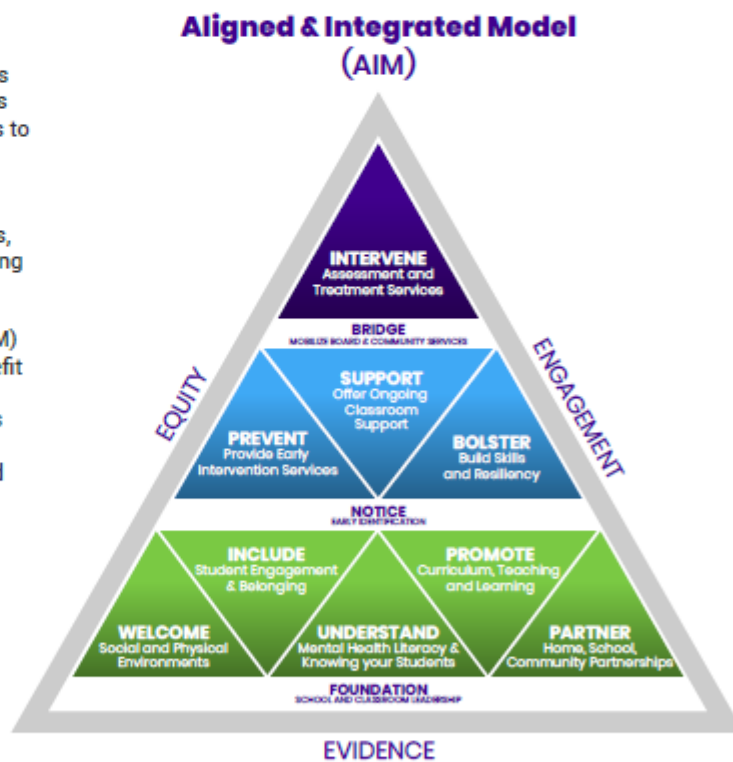 Aligned & Integrated Model
(AIM)
s
s
s to
s,
ng
M)
efit
s
d
EQUITY
ENGAGEMENT
INTERVENE
Assessment and
Treatment Services
BRIDGE
MOBILIZE BOARD & COMMUNITY SERVICES
SUPPORT
Offer Ongoing
Classroom
Support
PREVENT
Provide Early
Intervention Services
BOLSTER
Build Skills
and Resiliency
NOTICE
EARLY IDENTIFICATION
INCLUDE
Student Engagement
& Belonging
PROMOTE
Curriculum, Teaching
and Learning
WELCOME
Social and Physical
Environments
UNDERSTAND
Mental Health Literacy &
Knowing your Students
PARTNER
Home, School,
Community Partnerships
FOUNDATION
SCHOOL AND CLASSROOM LEADERSHIP
EVIDENCE